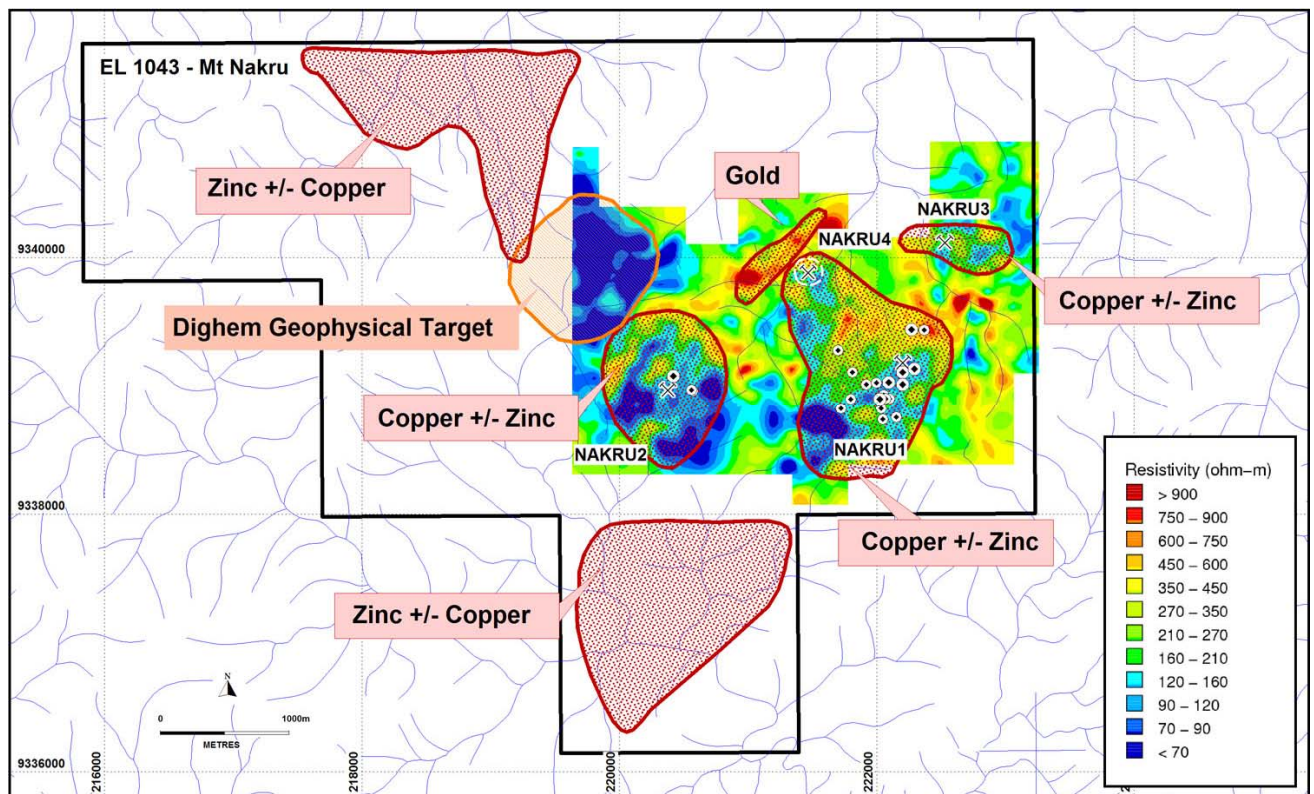 EL 1043 - Mt Nakru
Zinc +/- Copper
Gold
NAKRU3
NAKRU4
9340000
Copper +/- Zinc
Dighem Geophysical Target
Copper +/- Zinc
NAKRU2
NAKRU1
Resistivity (ohm-m)
> 900
750 - 900
600 - 750
450 - 600
350 - 450
270 - 350
210 - 270
160 - 210
120 - 160
90 - 120
70 - 90
< 70
9338000
Copper +/- Zinc
Zinc +/- Copper
N
0 1000m
METRES
9336000
216000
218000
220000
222000